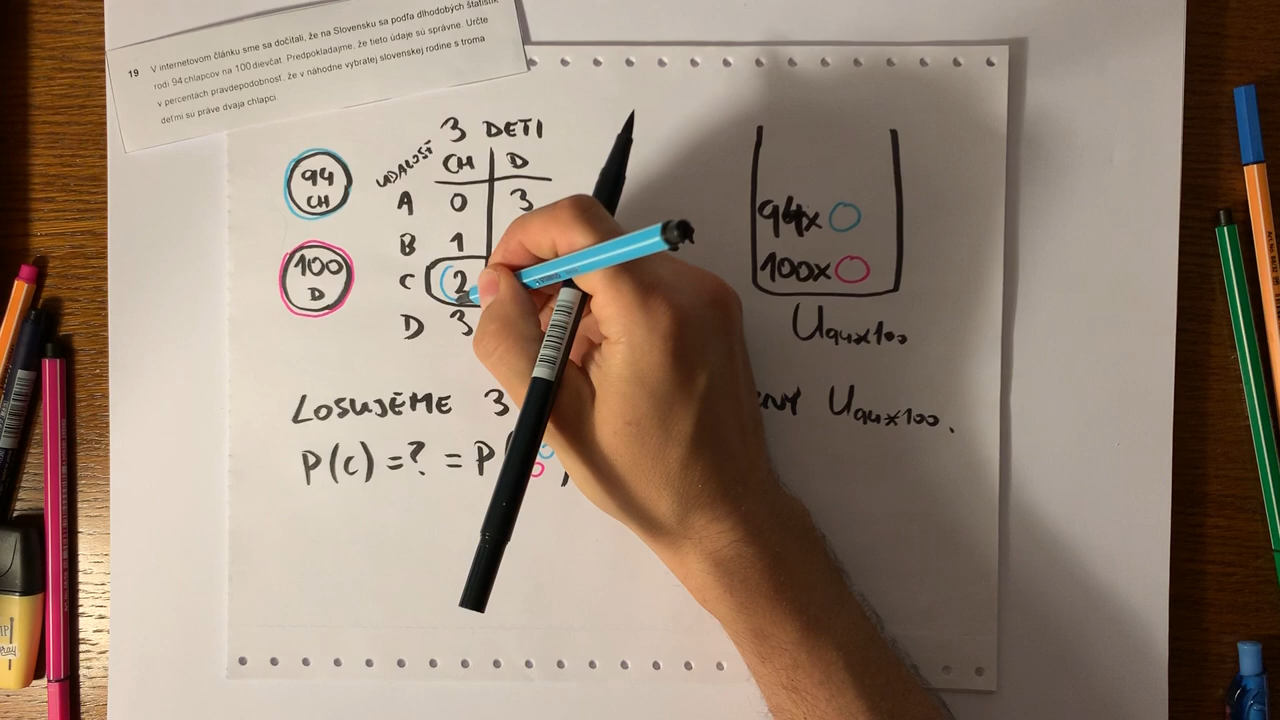 19 V internetovom článku sme sa dočítali, že na Slovensku sa podľa dlhodobých štatistík
rodí 94 chlapcov na 100 dievčat. Predpokladajme, že tieto údaje sú správne. Určte
v percentách pravdepodobnosť, že v náhodne vybratej slovenskej rodine s troma
deťmi sú práve dvaja chlapci.
3 DETI
UDALOSŤ CH D
94 CH
A 0 3
B 1
100 D
C 2
D 3
94x
100x
U94x100
LOSUJEME 3 U94x100.
P(C) = ? = P(